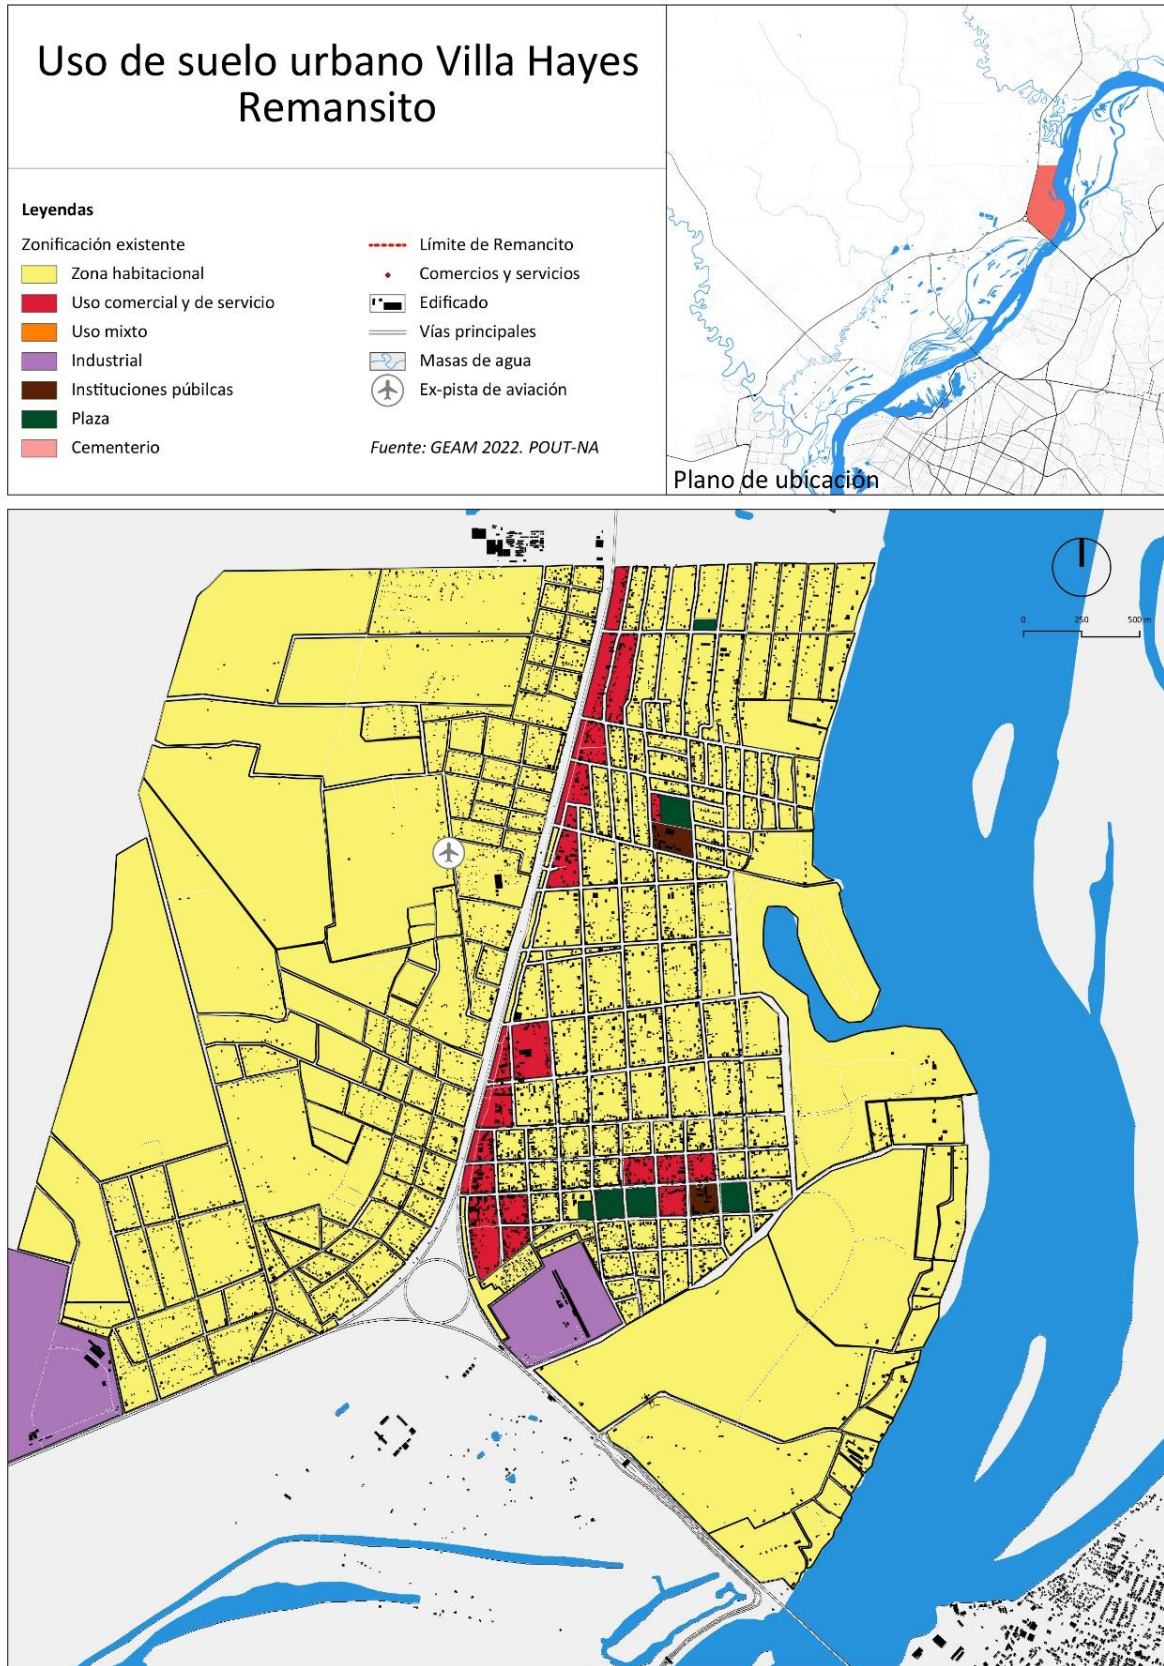 Uso de suelo urbano Villa Hayes
Remansito
Leyendas
Zonificación existente
Zona habitacional
Uso comercial y de servicio
Uso mixto
Industrial
Instituciones púbilcas
Plaza
Cementerio
Límite de Remancito
Comercios y servicios
Edificado
Vías principales
Masas de agua
Ex-pista de aviación
Fuente: GEAM 2022. POUT-NA
Plano de ubicación
0 250 500 m